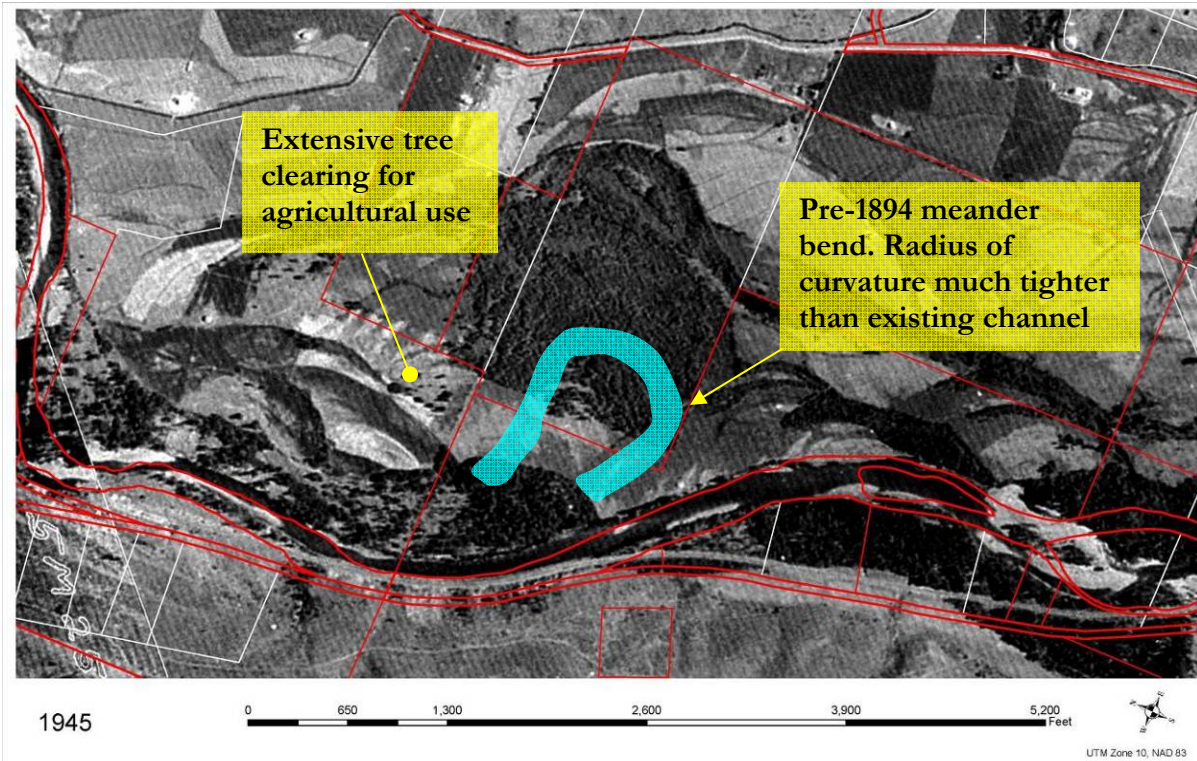 Extensive tree
clearing for
agricultural use
Pre-1894 meander
bend. Radius of
curvature much tighter
than existing channel
1945
0 650 1,300 2,600 3,900 5,200
Feet
UTM Zone 10, NAD 83